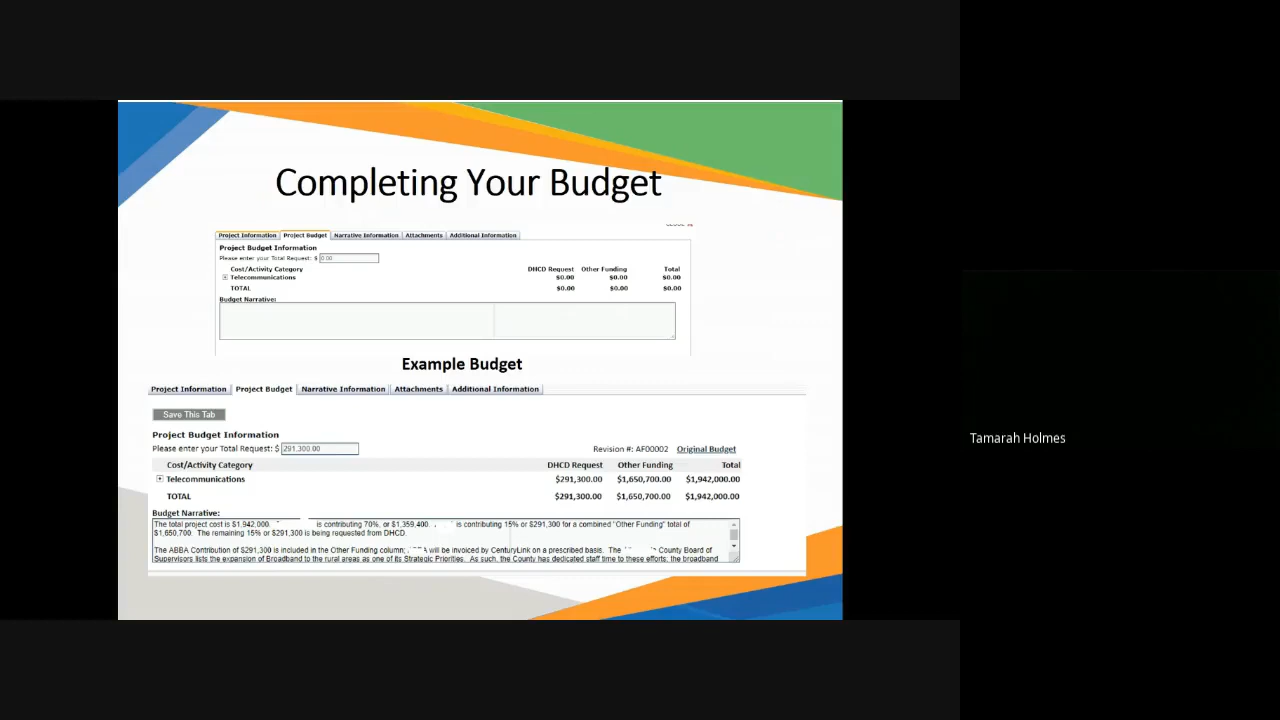 Completing Your Budget
Project Information Project Budget Narrative Information Attachments Additional Information
Project Budget Information
Please enter your Total Request: $ 0.00
Cost/Activity Category DHCD Request Other Funding Total
Telecommunications $0.00 $0.00 $0.00
TOTAL $0.00 $0.00 $0.00
Budget Narrative:
Example Budget
Project Information Project Budget Narrative Information Attachments Additional Information
Save This Tab
Project Budget Information
Please enter your Total Request: $ 291,300.00 Revision #: AF00002 Original Budget
Cost/Activity Category DHCD Request Other Funding Total
Telecommunications $291,300.00 $1,650,700.00 $1,942,000.00
TOTAL $291,300.00 $1,650,700.00 $1,942,000.00
Budget Narrative:
The total project cost is $1,942,000. is contributing 70%, or $1,359,400. is contributing 15% or $291,300 for a combined "Other Funding" total of
$1,650,700. The remaining 15% or $291,300 is being requested from DHCD.
The ABBA Contribution of $291,300 is included in the Other Funding column; will be invoiced by CenturyLink on a prescribed basis. The County Board of
Supervisors lists the expansion of Broadband to the rural areas as one of its Strategic Priorities. As such, the County has dedicated staff time to these efforts; the broadband
Tamarah Holmes